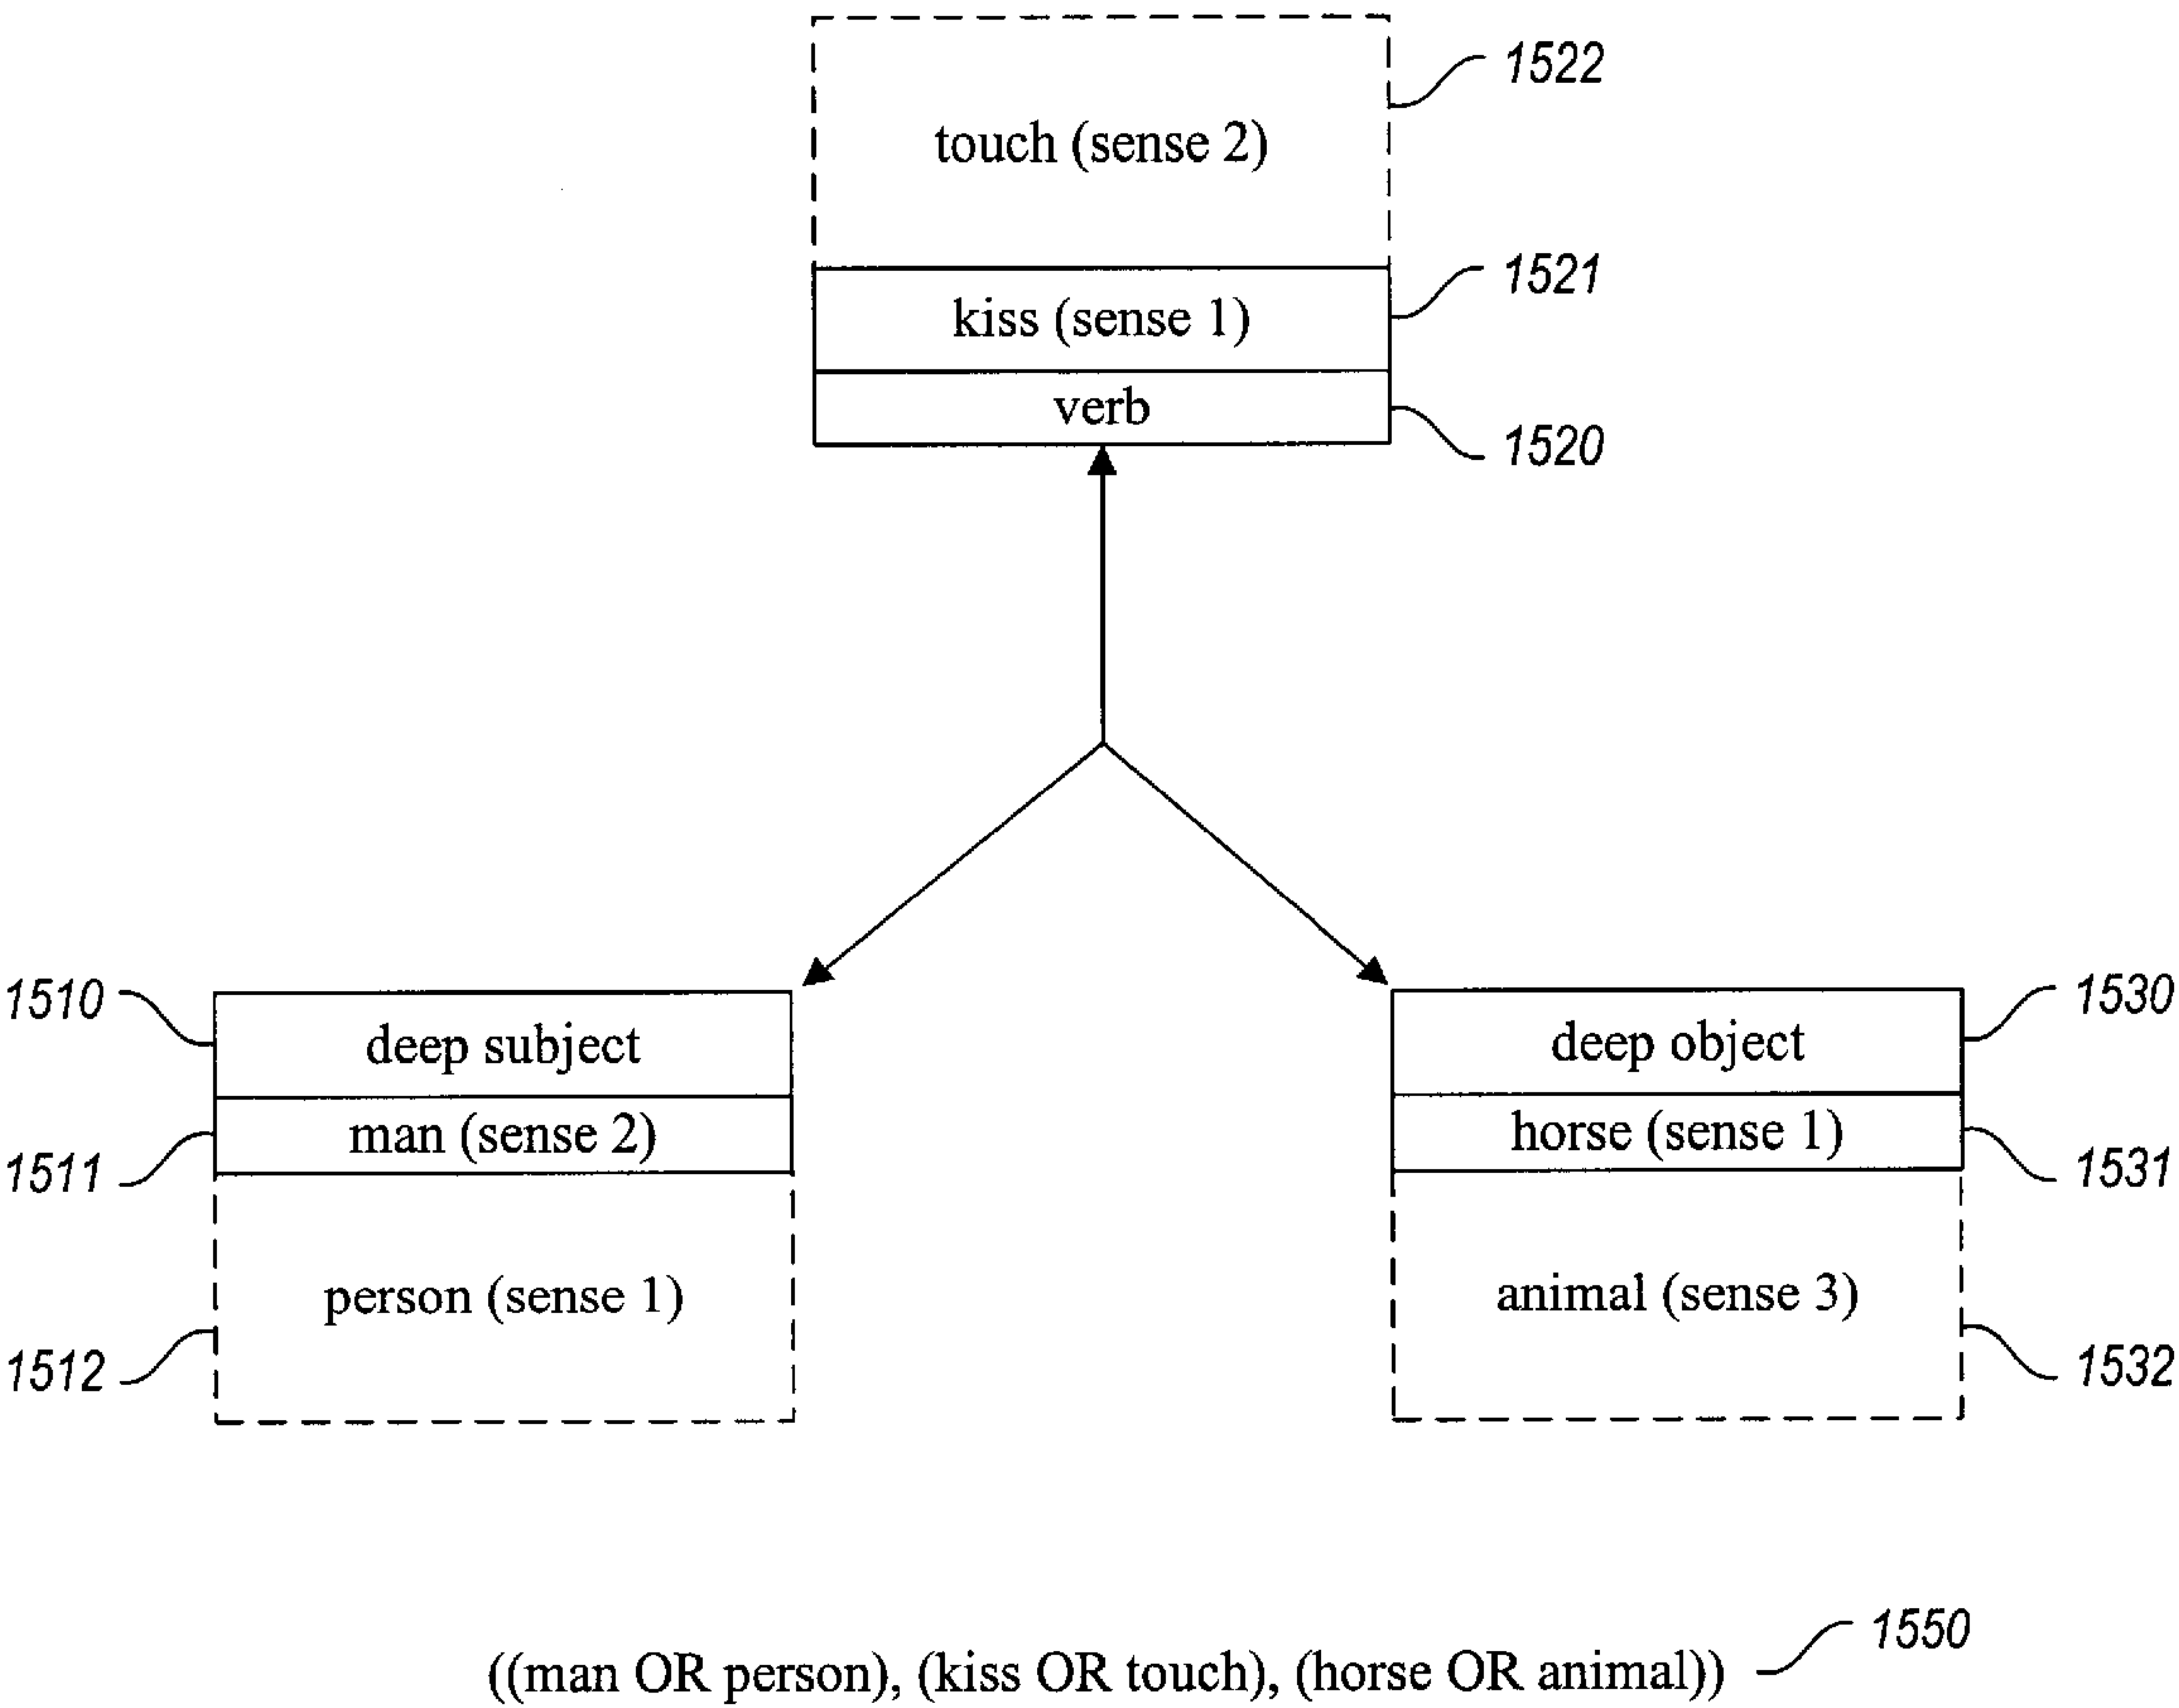 touch (sense 2)
1522
kiss (sense 1)
1521
verb
1520
1510
deep subject
1511
man (sense 2)
1512
person (sense 1)
deep object
1530
horse (sense 1)
1531
animal (sense 3)
1532
((man OR person), (kiss OR touch), (horse OR animal))
1550